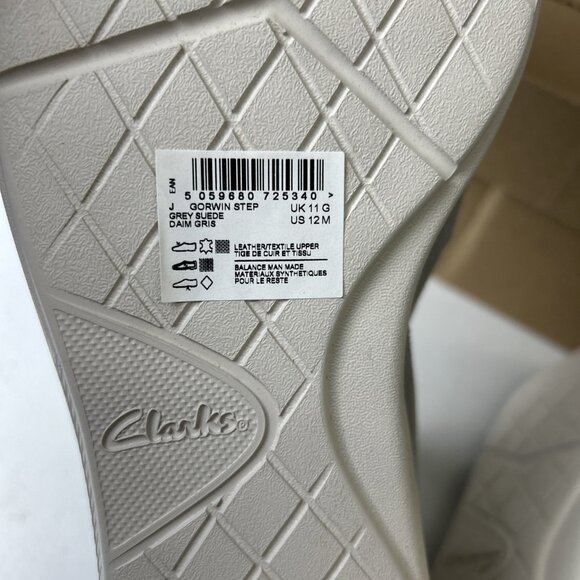 EAN
5 059680 725340 >
J GORWIN STEP UK 11 G
GREY SUEDE US 12 M
DAIM GRIS
LEATHER/TEXTILE UPPER
TIGE DE CUIR ET TISSU
BALANCE MAN MADE
MATERIAUX SYNTHETIQUES
POUR LE RESTE
Clarks